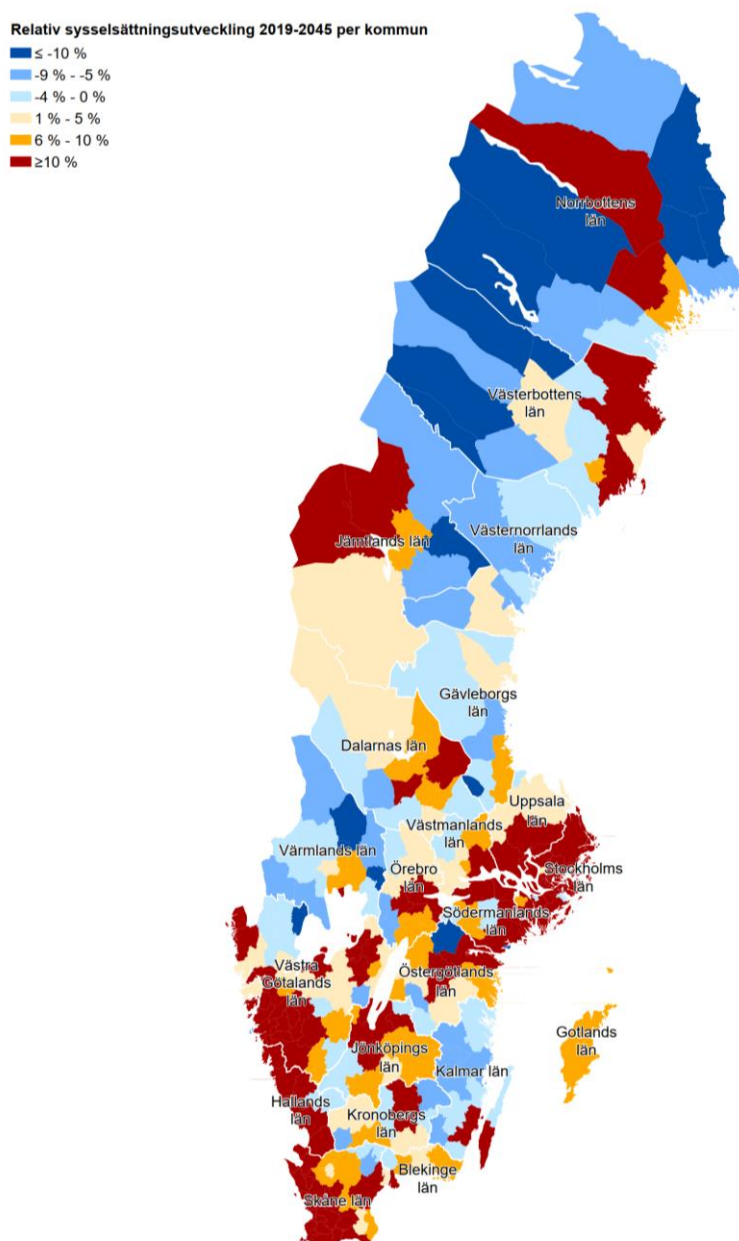 Relativ sysselsättningsutveckling 2019-2045 per kommun
≤ -10 %
-9 % - -5 %
-4 % - 0 %
1 % - 5 %
6 % - 10 %
≥10 %
Norrbottens
län
Västerbottens
län
Jämtlands län
Västernorrlands
län
Gävleborgs
län
Dalarnas län
Uppsala
län
Västmanlands
län
Värmlands län
Örebro
län
Stockholms
län
Södermanlands
län
Västra
Götalands
län
Östergötlands
län
Gotlands
län
Jönköpings
län
Kalmar län
Hallands
län
Kronobergs
län
Blekinge
län
Skåne län